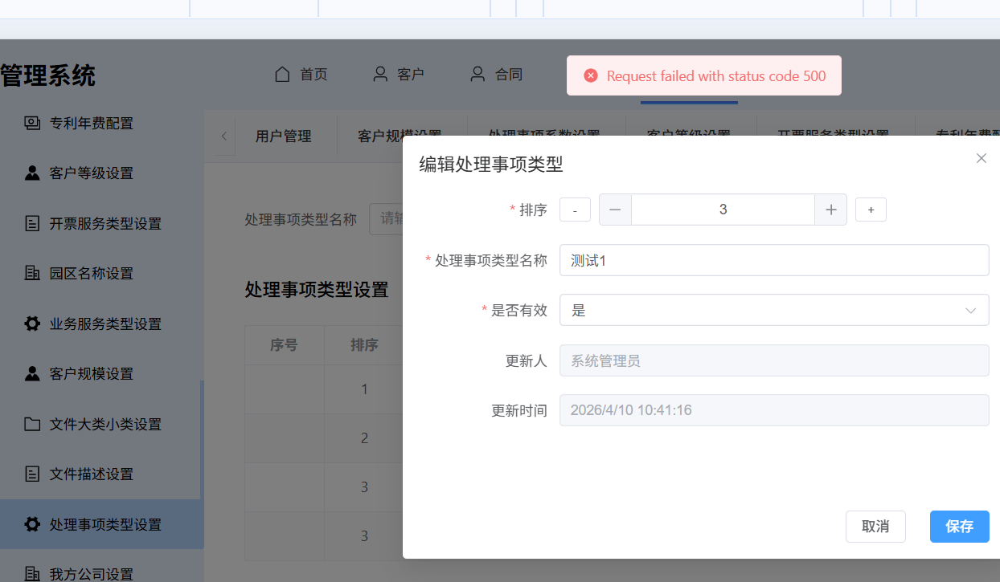 管理系统
首页
客户
合同
Request failed with status code 500
专利年费配置
客户等级设置
开票服务类型设置
园区名称设置
业务服务类型设置
客户规模设置
文件大类小类设置
文件描述设置
处理事项类型设置
我方公司设置
用户管理
客户规模设置
处理事项系数设置
客户等级设置
开票服务类型设置
专利年费配
处理事项类型名称
请输
处理事项类型设置
序号 排序
1
2
3
3
编辑处理事项类型
* 排序 - 3 +
* 处理事项类型名称 测试1
* 是否有效 是
更新人 系统管理员
更新时间 2026/4/10 10:41:16
取消 保存